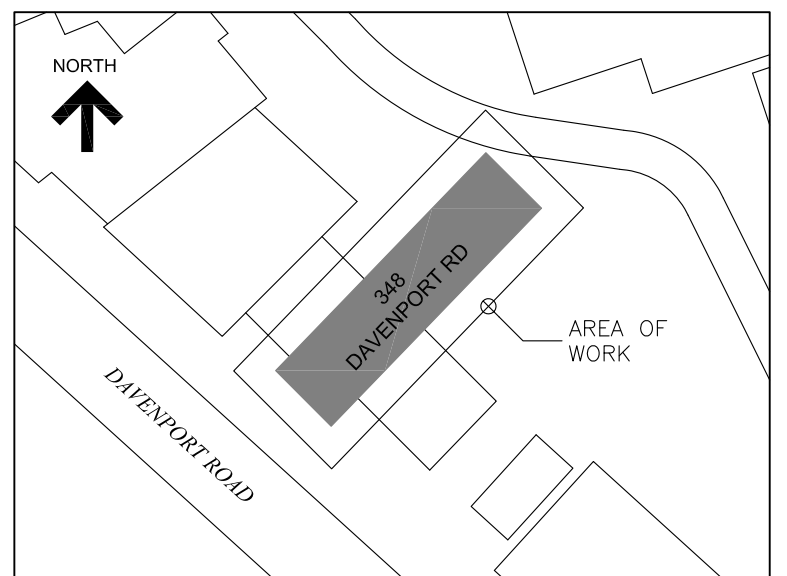 NORTH
348
DAVENPORT RD
AREA OF
WORK
DAVENPORT ROAD